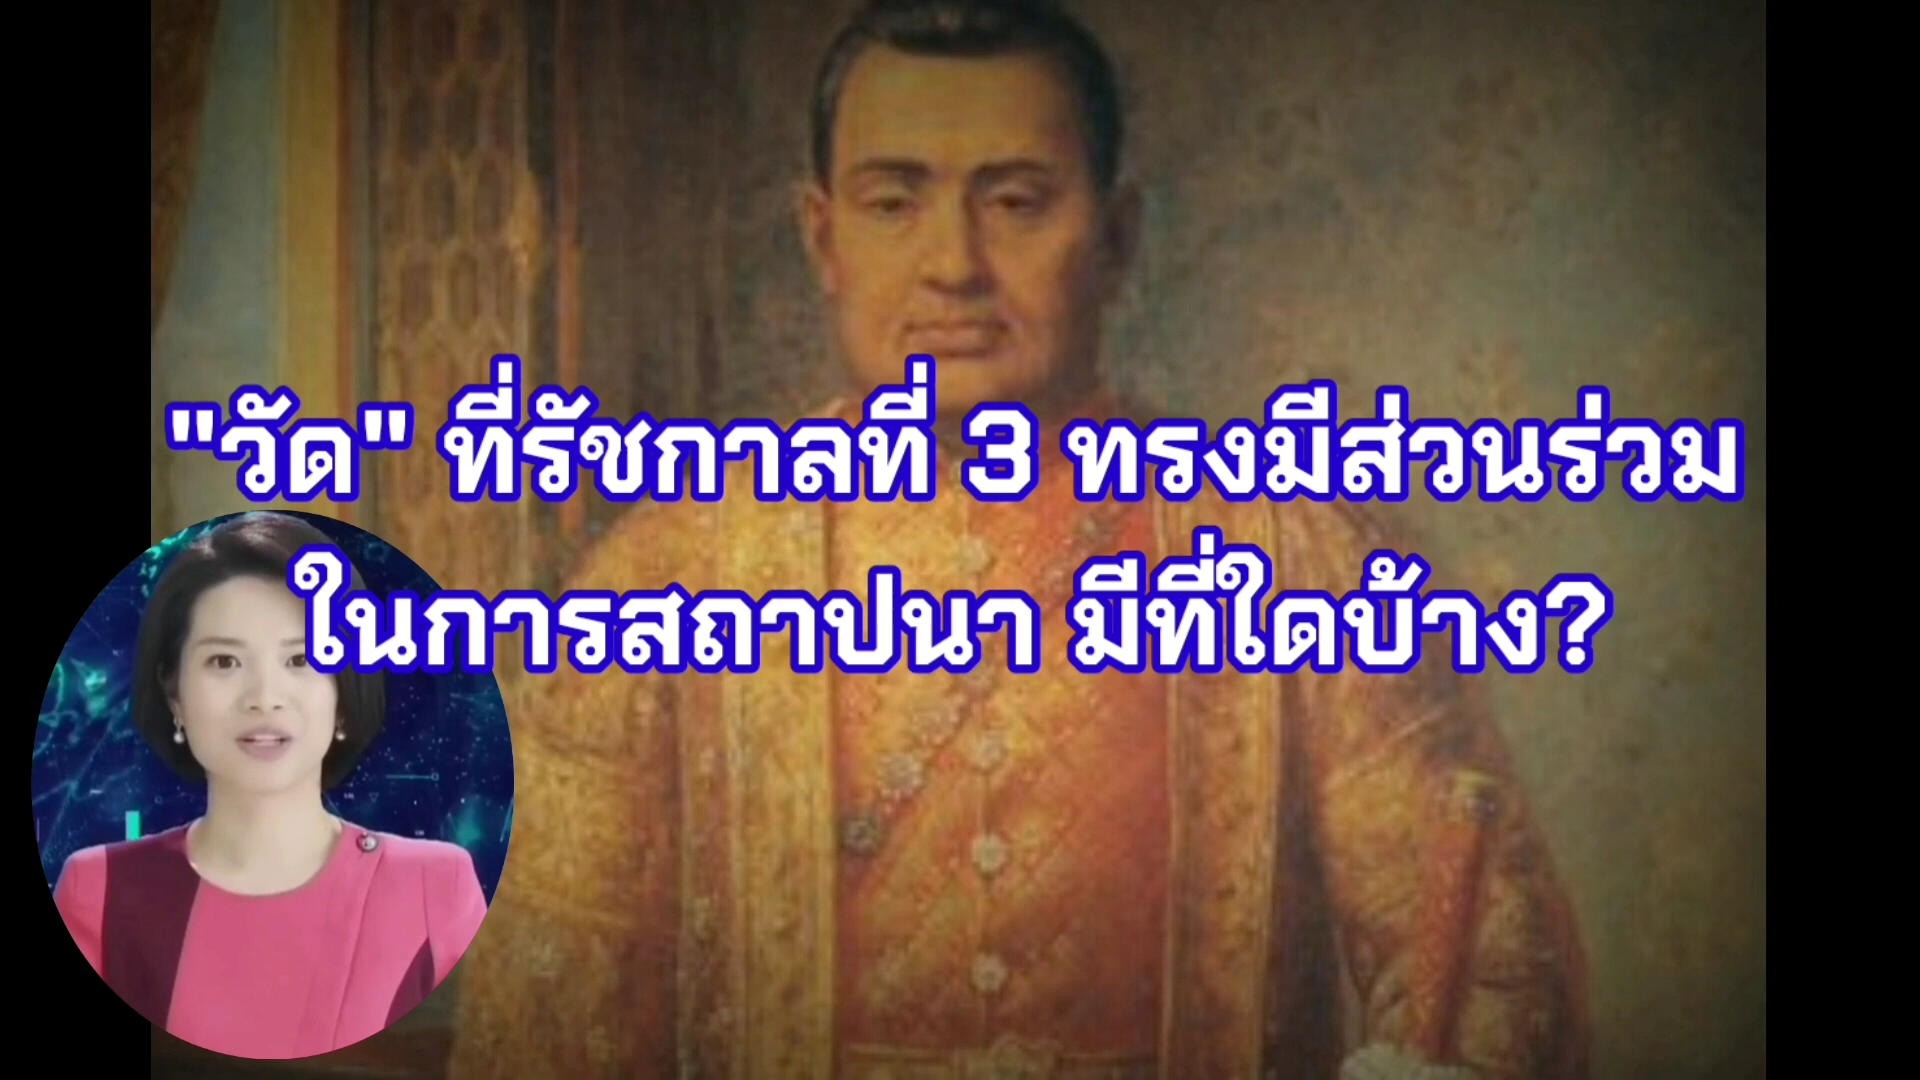 "วัด" ที่รัชกาลที่ 3 ทรงมีส่วนร่วม
ในการสถาปนา มีที่ใดบ้าง?